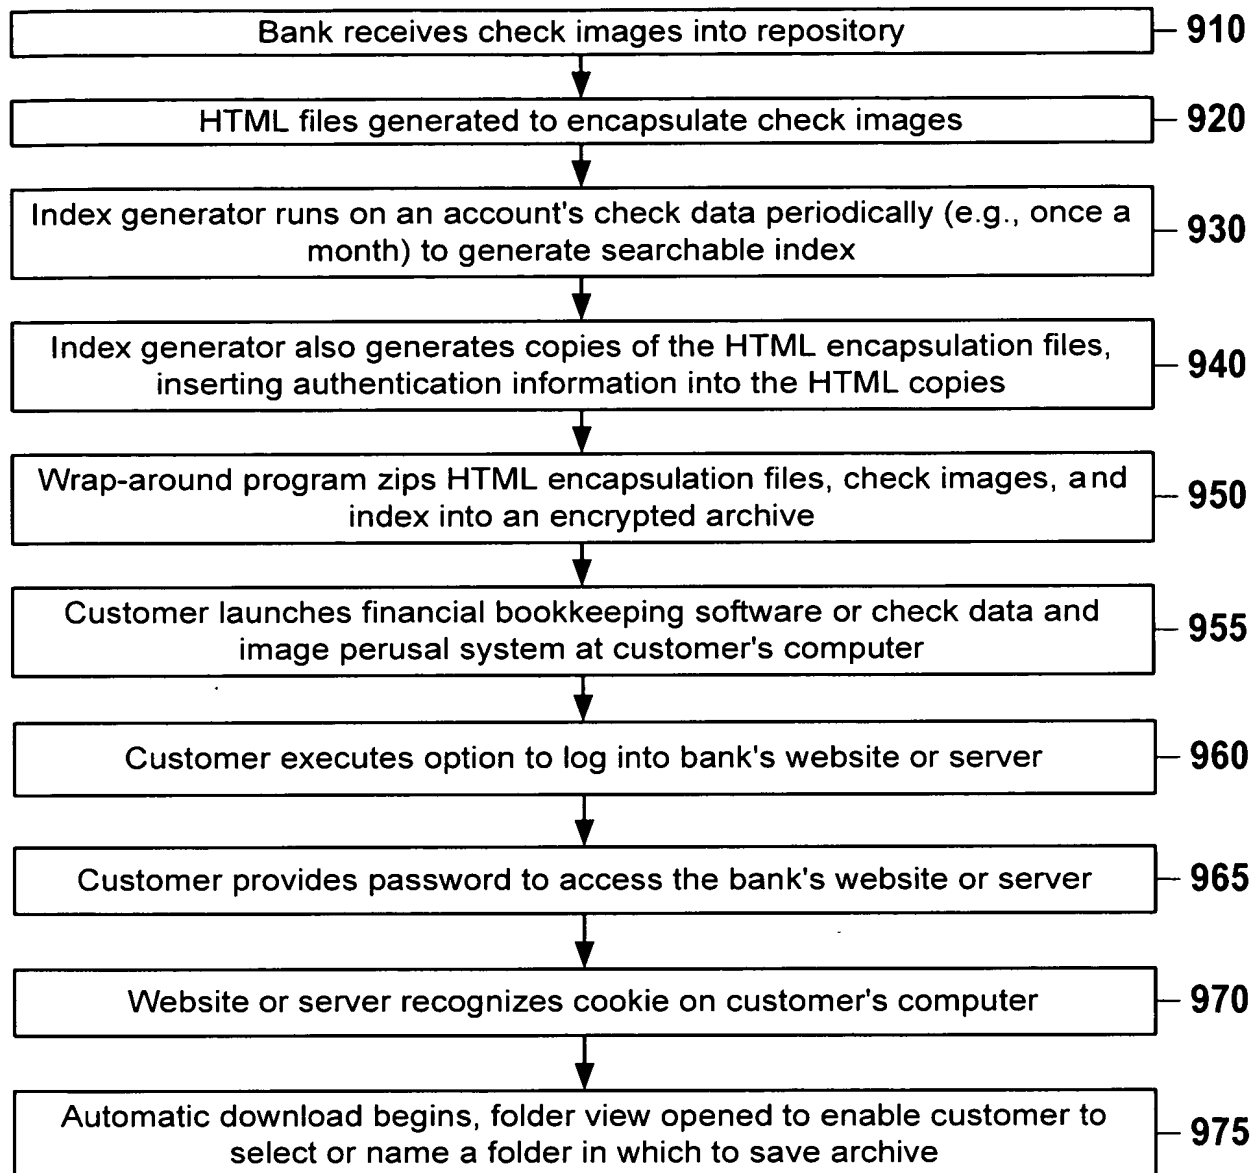 Bank receives check images into repository 910
HTML files generated to encapsulate check images 920
Index generator runs on an account's check data periodically (e.g., once a
month) to generate searchable index 930
Index generator also generates copies of the HTML encapsulation files,
inserting authentication information into the HTML copies 940
Wrap-around program zips HTML encapsulation files, check images, and
index into an encrypted archive 950
Customer launches financial bookkeeping software or check data and
image perusal system at customer's computer 955
Customer executes option to log into bank's website or server 960
Customer provides password to access the bank's website or server 965
Website or server recognizes cookie on customer's computer 970
Automatic download begins, folder view opened to enable customer to
select or name a folder in which to save archive 975